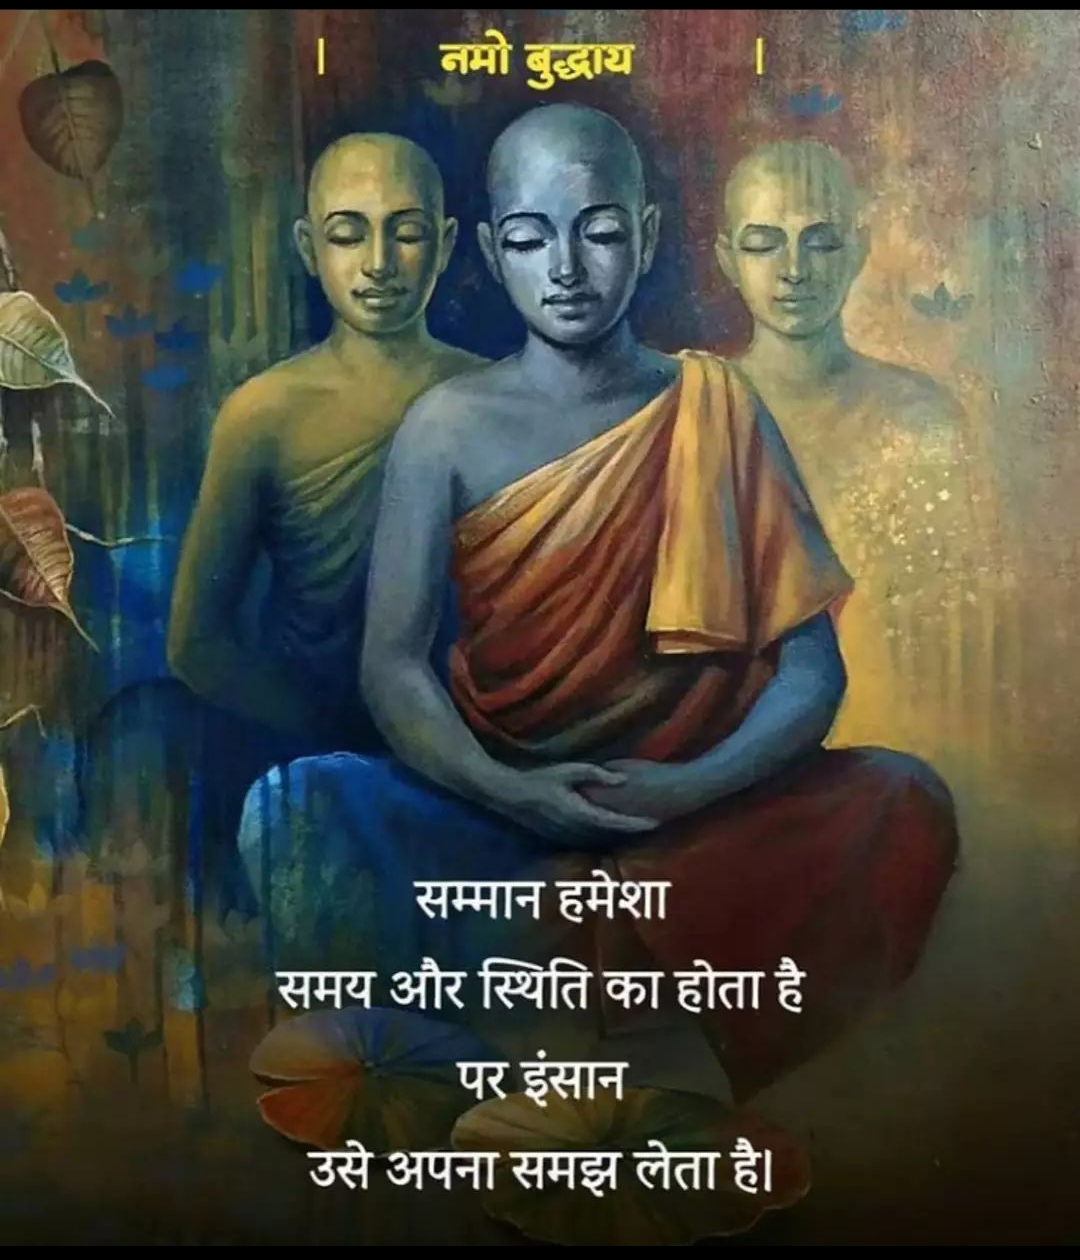 | नमो बुद्धाय |
सम्मान हमेशा
समय और स्थिति का होता है
पर इंसान
उसे अपना समझ लेता है।